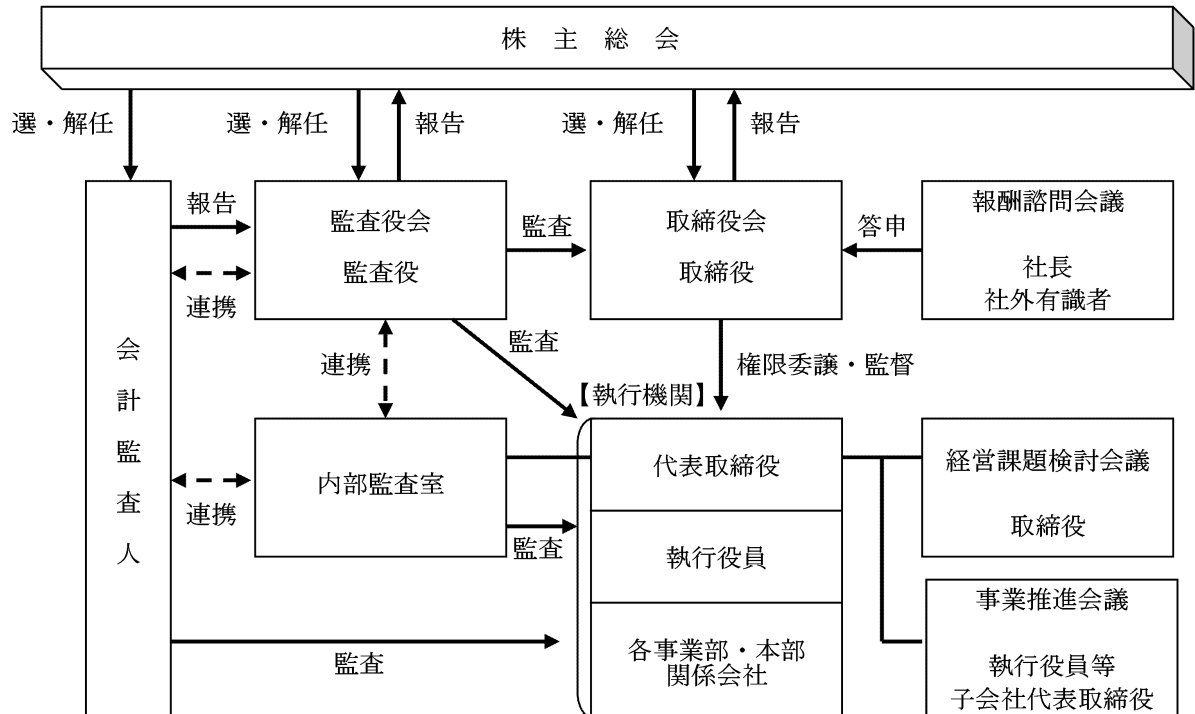 株 主 総 会
選・解任
選・解任
報告
選・解任
報告
会計監査人
報告
連携
監査役会
監査役
監査
取締役会
取締役
答申
報酬諮問会議
社長
社外有識者
連携
監査
権限委譲・監督
【執行機関】
連携
内部監査室
監査
代表取締役
執行役員
各事業部・本部
関係会社
経営課題検討会議
取締役
事業推進会議
執行役員等
子会社代表取締役
監査